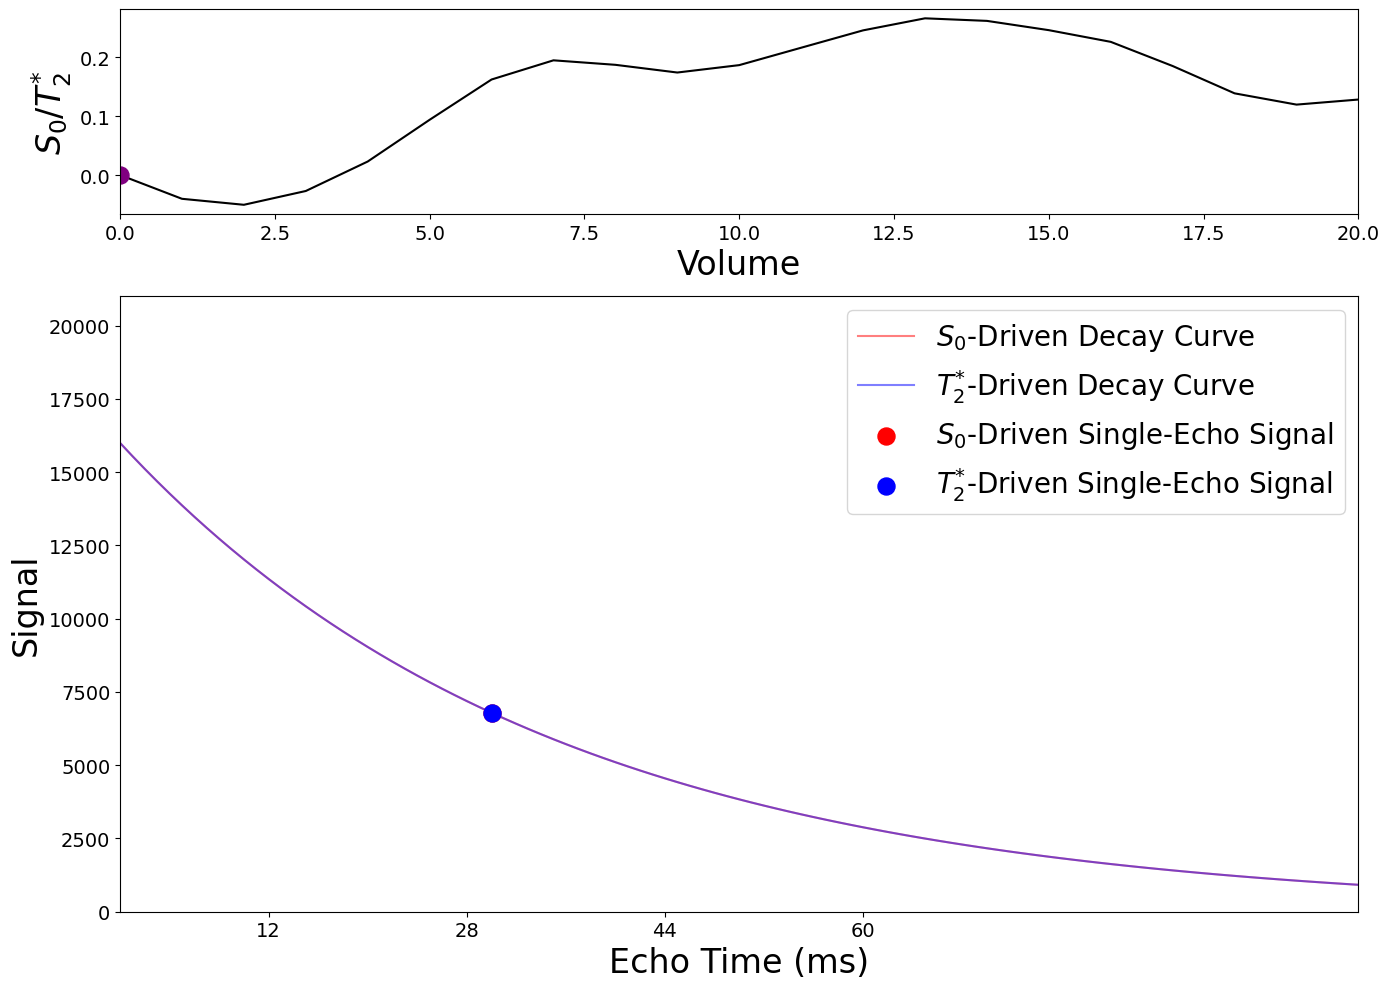 S₀/T₂*
0.2
0.1
0.0
0.0 2.5 5.0 7.5 10.0 12.5 15.0 17.5 20.0
Volume
Signal
20000
17500
15000
12500
10000
7500
5000
2500
0
S₀-Driven Decay Curve
T₂*-Driven Decay Curve
S₀-Driven Single-Echo Signal
T₂*-Driven Single-Echo Signal
12 28 44 60
Echo Time (ms)